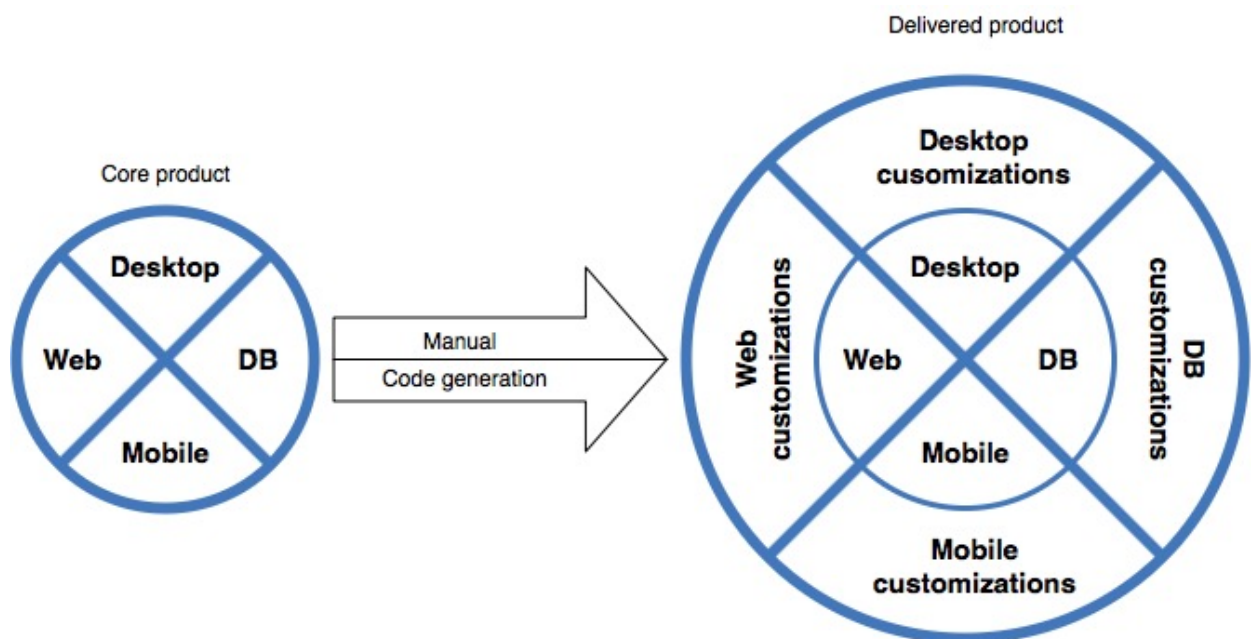 Delivered product
Desktop
cusomizations
Core product
Desktop
Web
DB
Mobile
Manual
Code generation
Web
customizations
Desktop
Web
DB
Mobile
DB
customizations
Mobile
customizations